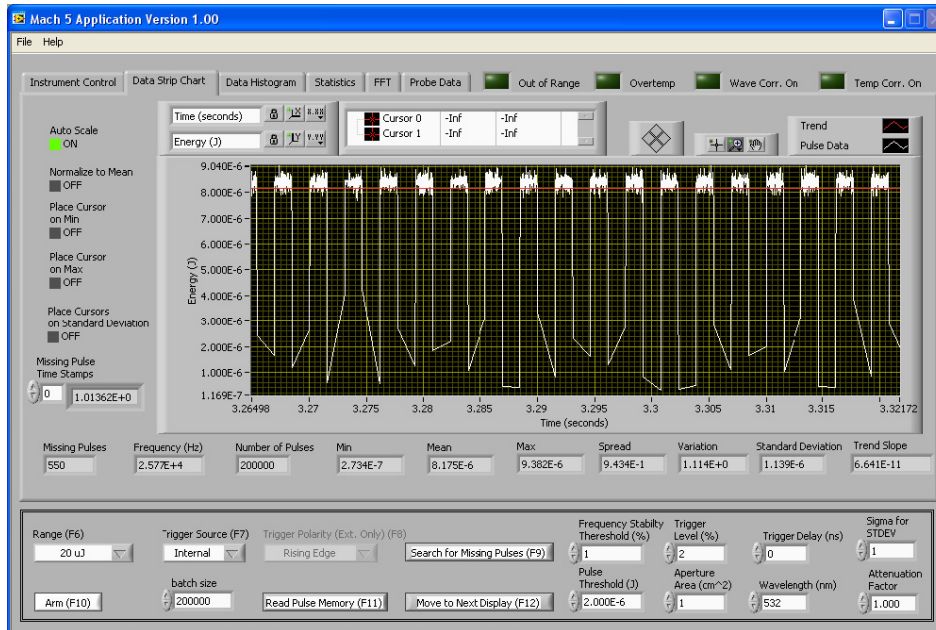 Mach 5 Application Version 1.00
File Help
Instrument Control Data Strip Chart Data Histogram Statistics FFT Probe Data Out of Range Overtemp Wave Corr. On Temp Corr. On
Auto Scale
ON
Normalize to Mean
OFF
Place Cursor
on Min
OFF
Place Cursor
on Max
OFF
Place Cursors
on Standard Deviation
OFF
Missing Pulse
Time Stamps
0 1.01362E+0
Time (seconds) X.XX
Energy (J) Y.YY
Cursor 0 -Inf -Inf
Cursor 1 -Inf -Inf
Trend
Pulse Data
Energy (J)
9.040E-6
8.000E-6
7.000E-6
6.000E-6
5.000E-6
4.000E-6
3.000E-6
2.000E-6
1.000E-6
1.169E-7
3.26498 3.27 3.275 3.28 3.285 3.29 3.295 3.3 3.305 3.31 3.315 3.32172
Time (seconds)
Missing Pulses Frequency (Hz) Number of Pulses Min Mean Max Spread Variation Standard Deviation Trend Slope
550 2.577E+4 200000 2.734E-7 8.175E-6 9.382E-6 9.434E-1 1.114E+0 1.139E-6 6.641E-11
Range (F6) Trigger Source (F7) Trigger Polarity (Ext. Only) (F8)
20 uJ Internal Rising Edge Search for Missing Pulses (F9)
batch size
Arm (F10) 200000 Read Pulse Memory (F11) Move to Next Display (F12)
Frequency Stabilty
Thereshold (%)
1
Trigger
Level (%)
2
Trigger Delay (ns)
0
Sigma for
STDEV
1
Pulse
Threshold (J)
2.000E-6
Aperture
Area (cm^2)
1
Wavelength (nm)
532
Attenuation
Factor
1.000